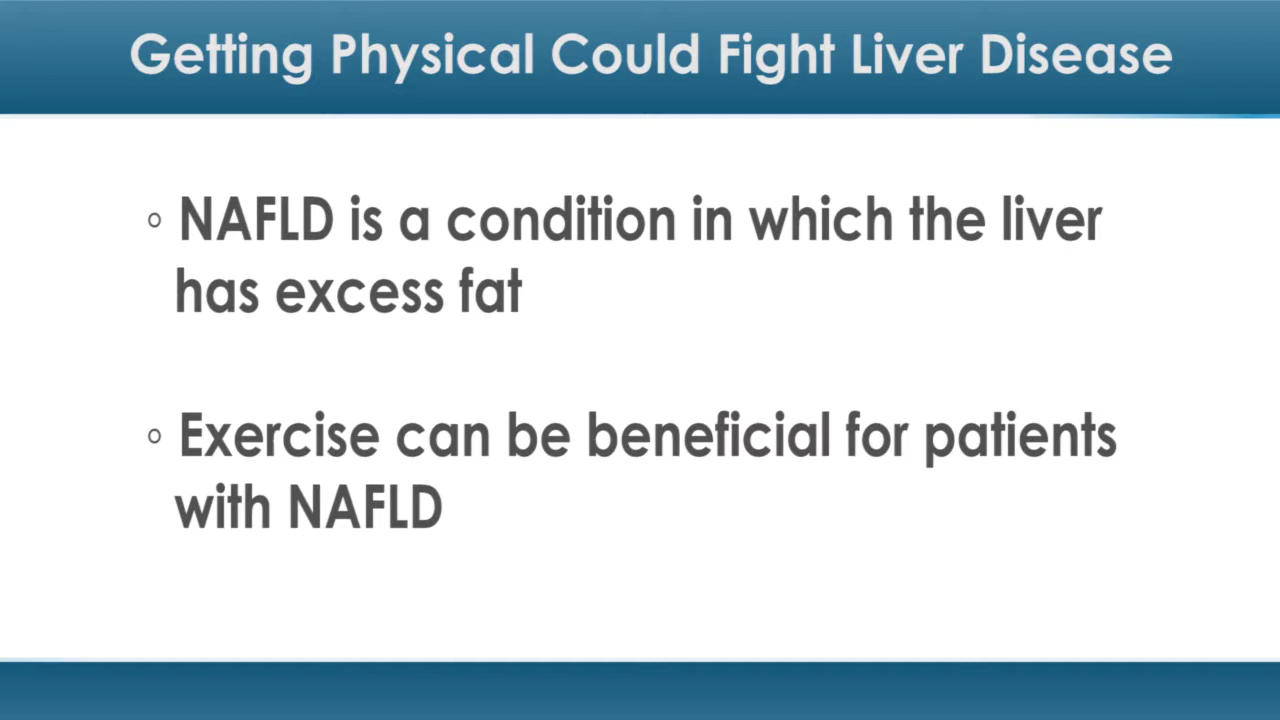 Getting Physical Could Fight Liver Disease
◦ NAFLD is a condition in which the liver
has excess fat
◦ Exercise can be beneficial for patients
with NAFLD